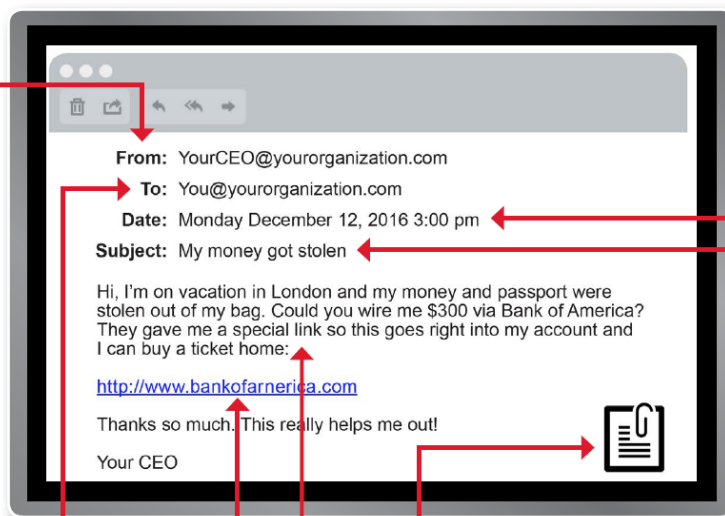 From: YourCEO@yourorganization.com
To: You@yourorganization.com
Date: Monday December 12, 2016 3:00 pm
Subject: My money got stolen
Hi, I'm on vacation in London and my money and passport were
stolen out of my bag. Could you wire me $300 via Bank of America?
They gave me a special link so this goes right into my account and
I can buy a ticket home:
http://www.bankofarnerica.com
Thanks so much. This really helps me out!
Your CEO